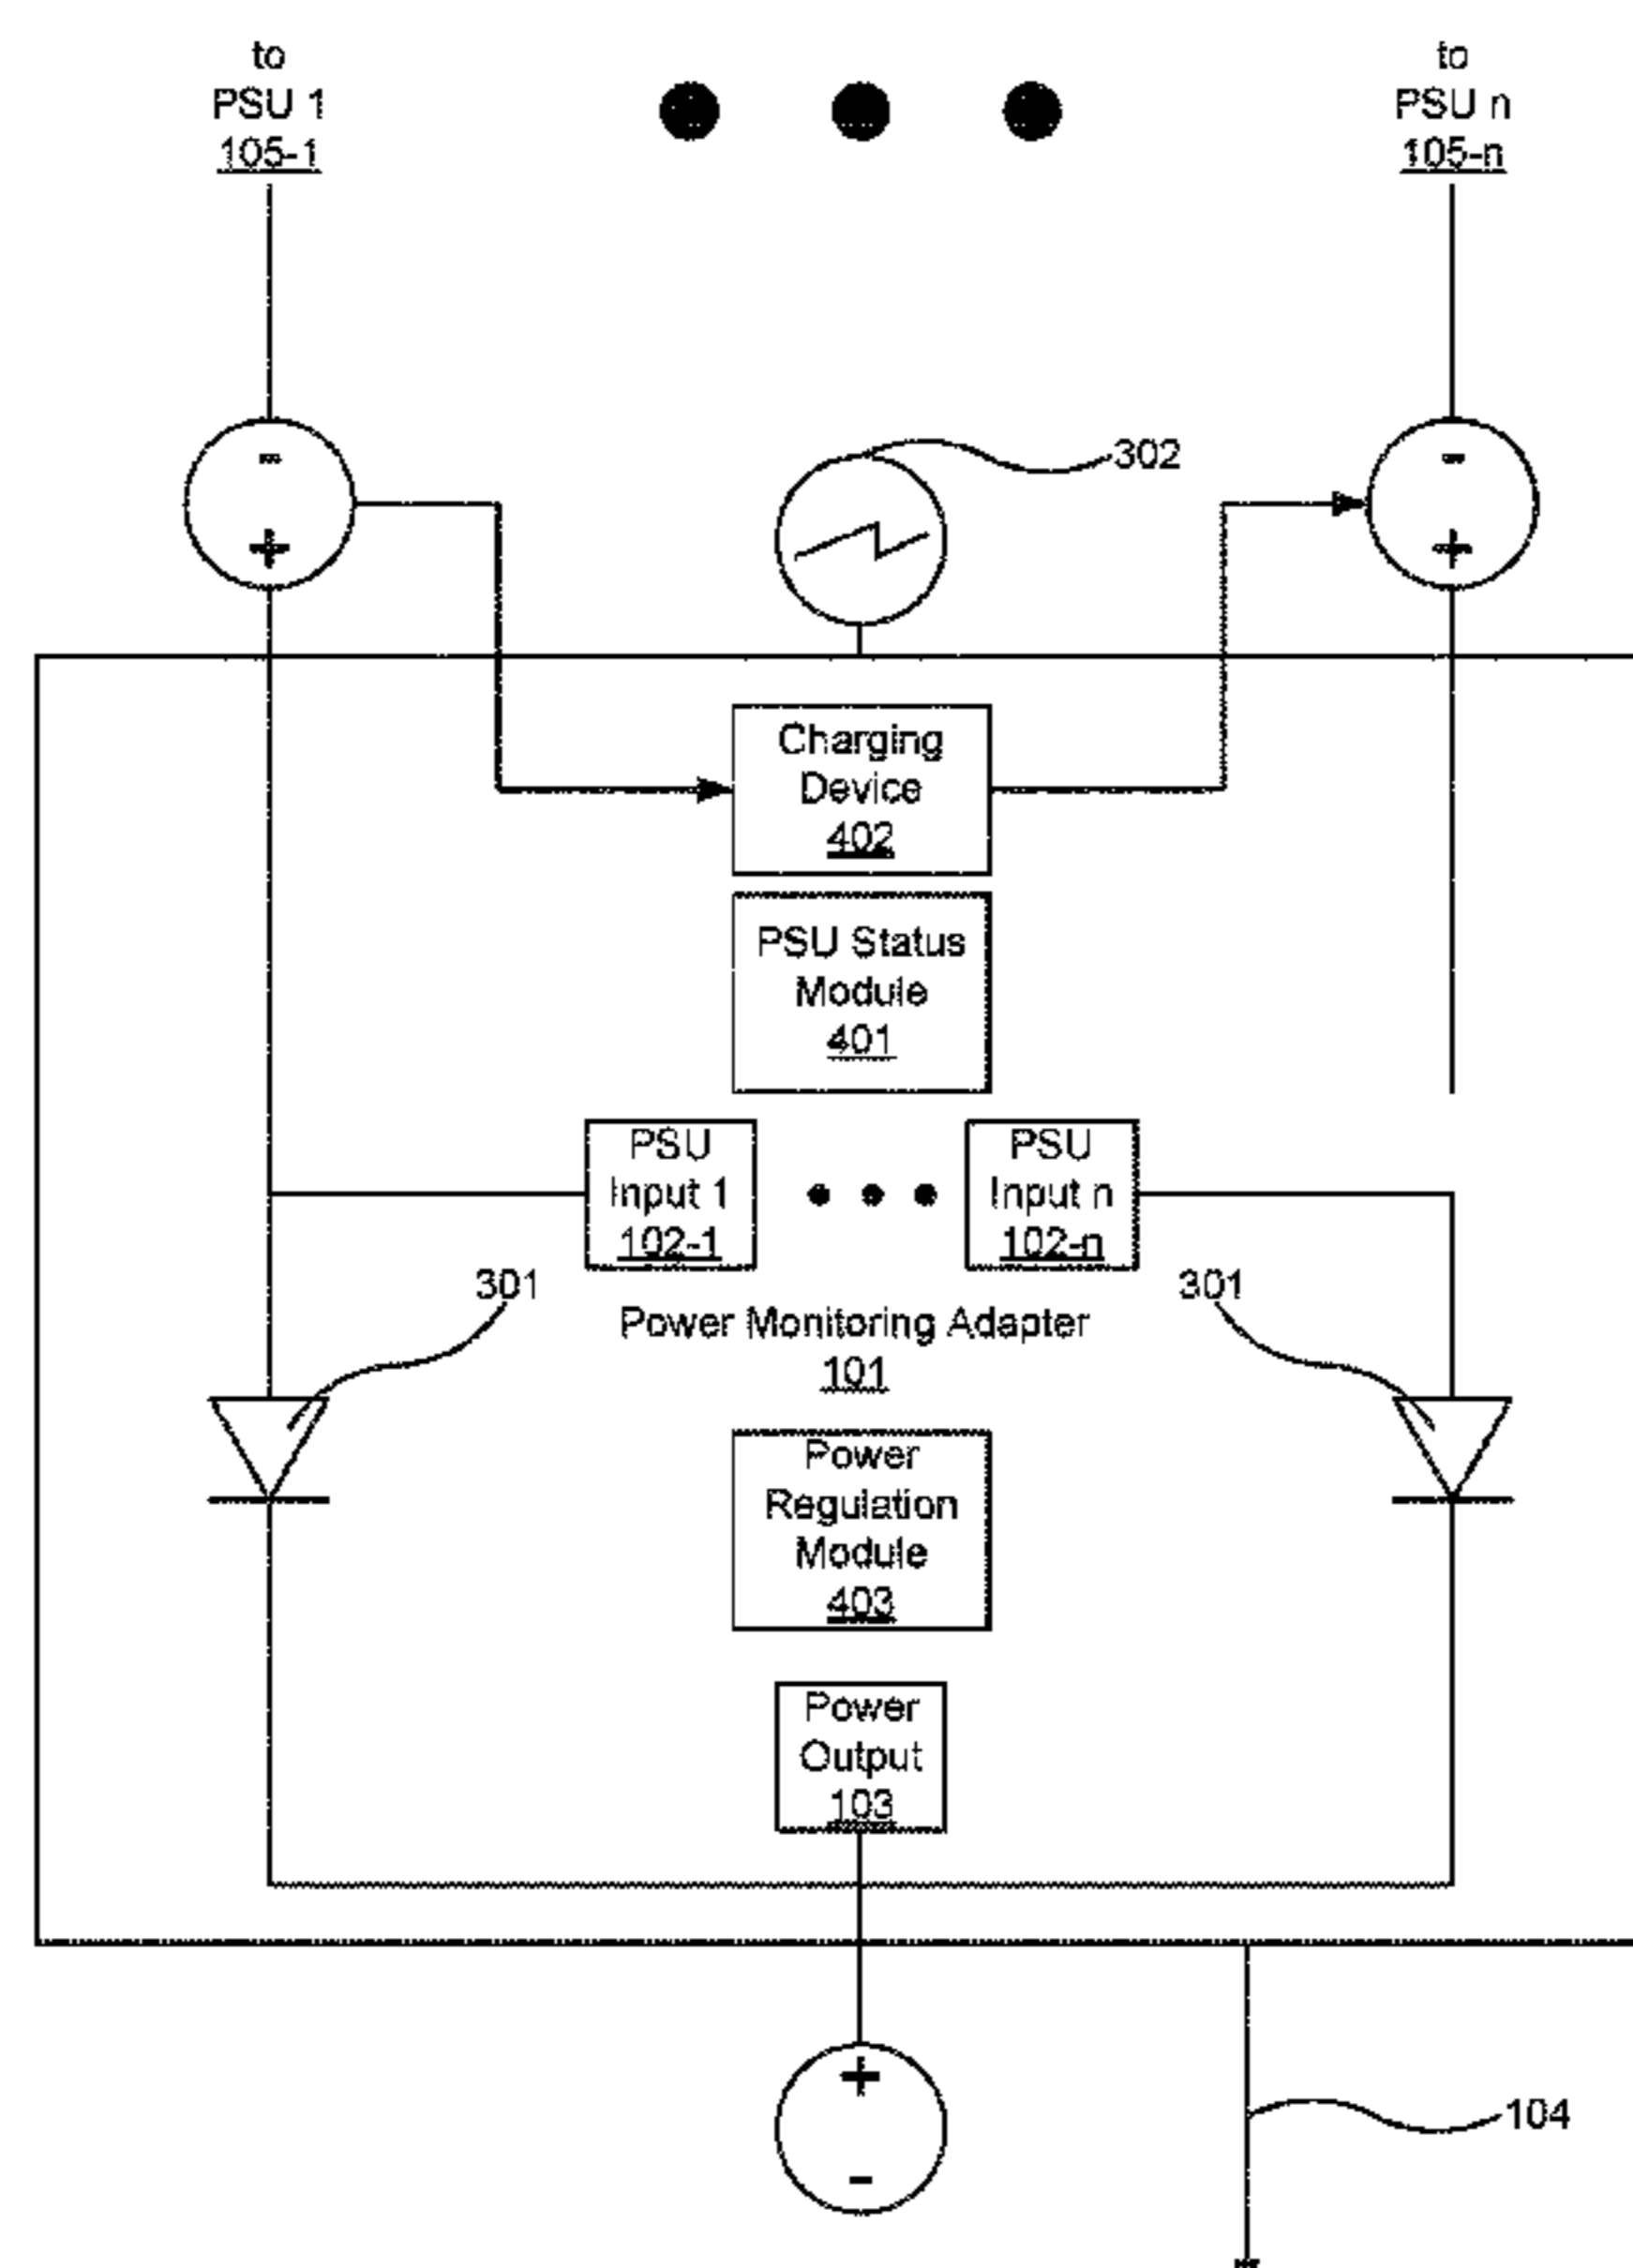 to
PSU 1
105-1
to
PSU n
105-n
-
+
302
-
+
Charging
Device
402
PSU Status
Module
401
PSU
Input 1
102-1
PSU
Input n
102-n
301
301
Power Monitoring Adapter
101
Power
Regulation
Module
403
Power
Output
103
+
-
104